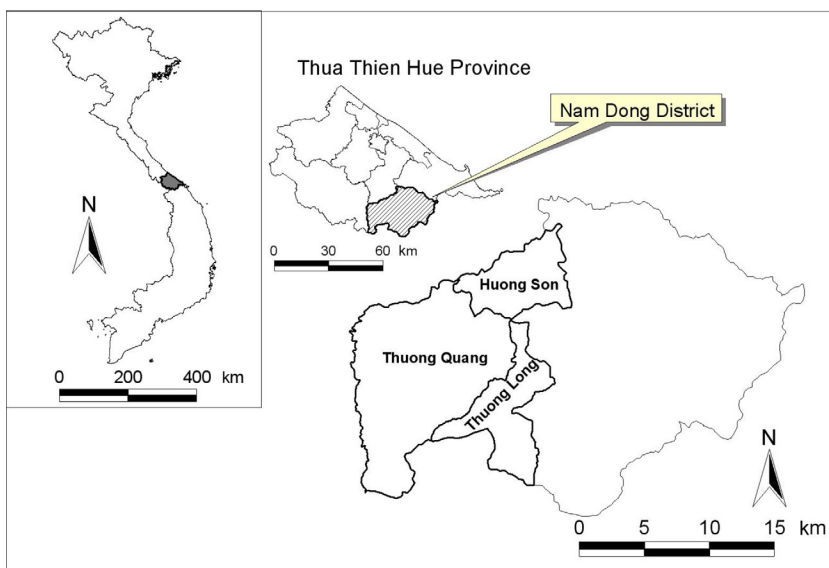 Thua Thien Hue Province
Nam Dong District
N
0 200 400 km
0 30 60 km
Huong Son
Thuong Quang
Thuong Long
N
0 5 10 15 km